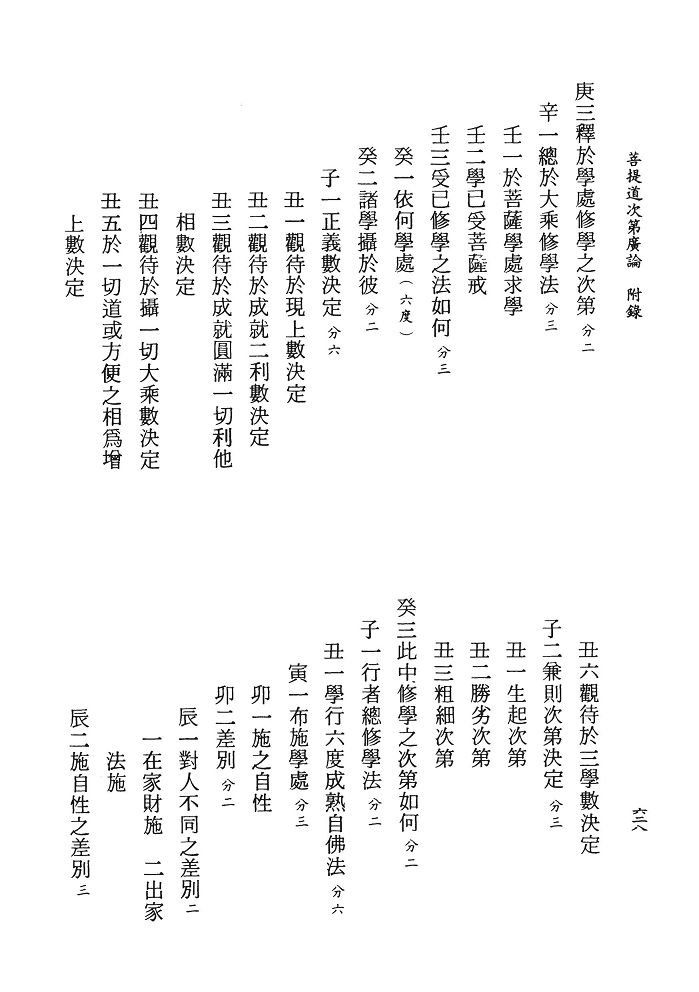 菩提道次第廣論 附錄
六二八
庚三釋於學處修學之次第 分二
辛一總於大乘修學法 分三
壬一於菩薩學處求學
壬二學已受菩薩戒
壬三受已修學之法如何 分三
癸一依何學處(六度)
癸二諸學攝於彼 分二
子一正義數決定 分六
丑一觀待於現上數決定
丑二觀待於成就二利數決定
丑三觀待於成就圓滿一切利他
相數決定
丑四觀待於攝一切大乘數決定
丑五於一切道或方便之相爲增
上數決定
丑六觀待於三學數決定
子二兼則次第決定 分三
丑一生起次第
丑二勝劣次第
丑三粗細次第
癸三此中修學之次第如何 分二
子一行者總修學法 分二
丑一學行六度成熟自佛法 分六
寅一布施學處 分三
卯一施之自性
卯二差別 分二
辰一對人不同之差別 二
一在家財施 二出家
法施
辰二施自性之差別 三